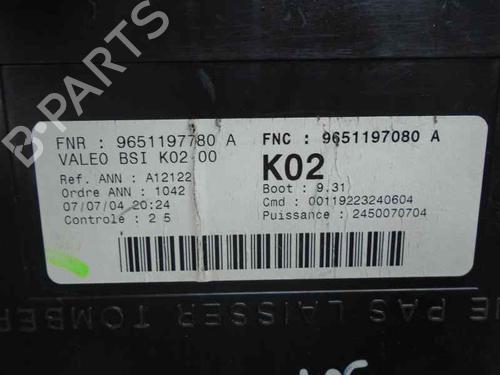 B-PARTS
FNR : 9651197780 A
FNC : 9651197080 A
VALEO BSI K02 00
K02
Ref. ANN : A12122
Boot : 9.31
Ordre ANN : 1042
Cmd : 00119223240604
07/07/04 20:24
Puissance : 2450070704
Controle : 2 5
NE PAS LAISSER TOMBER